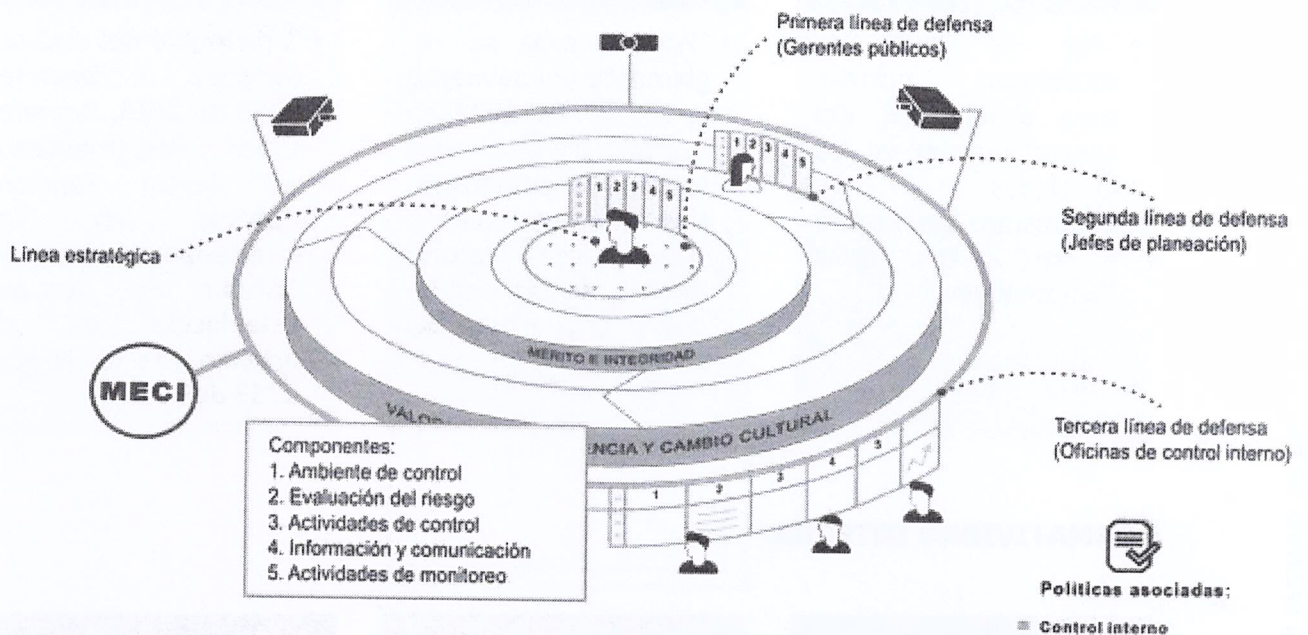 Primera línea de defensa
(Gerentes públicos)
1 2 3 4 5
1 2 3 4 5
Segunda línea de defensa
(Jefes de planeación)
Línea estratégica
MÉRITO E INTEGRIDAD
MECI
ENCIA Y CAMBIO CULTURAL
Tercera línea de defensa
(Oficinas de control interno)
Componentes:
1. Ambiente de control
2. Evaluación del riesgo
3. Actividades de control
4. Información y comunicación
5. Actividades de monitoreo
1 2 3 4 5
Políticas asociadas:
Control interno